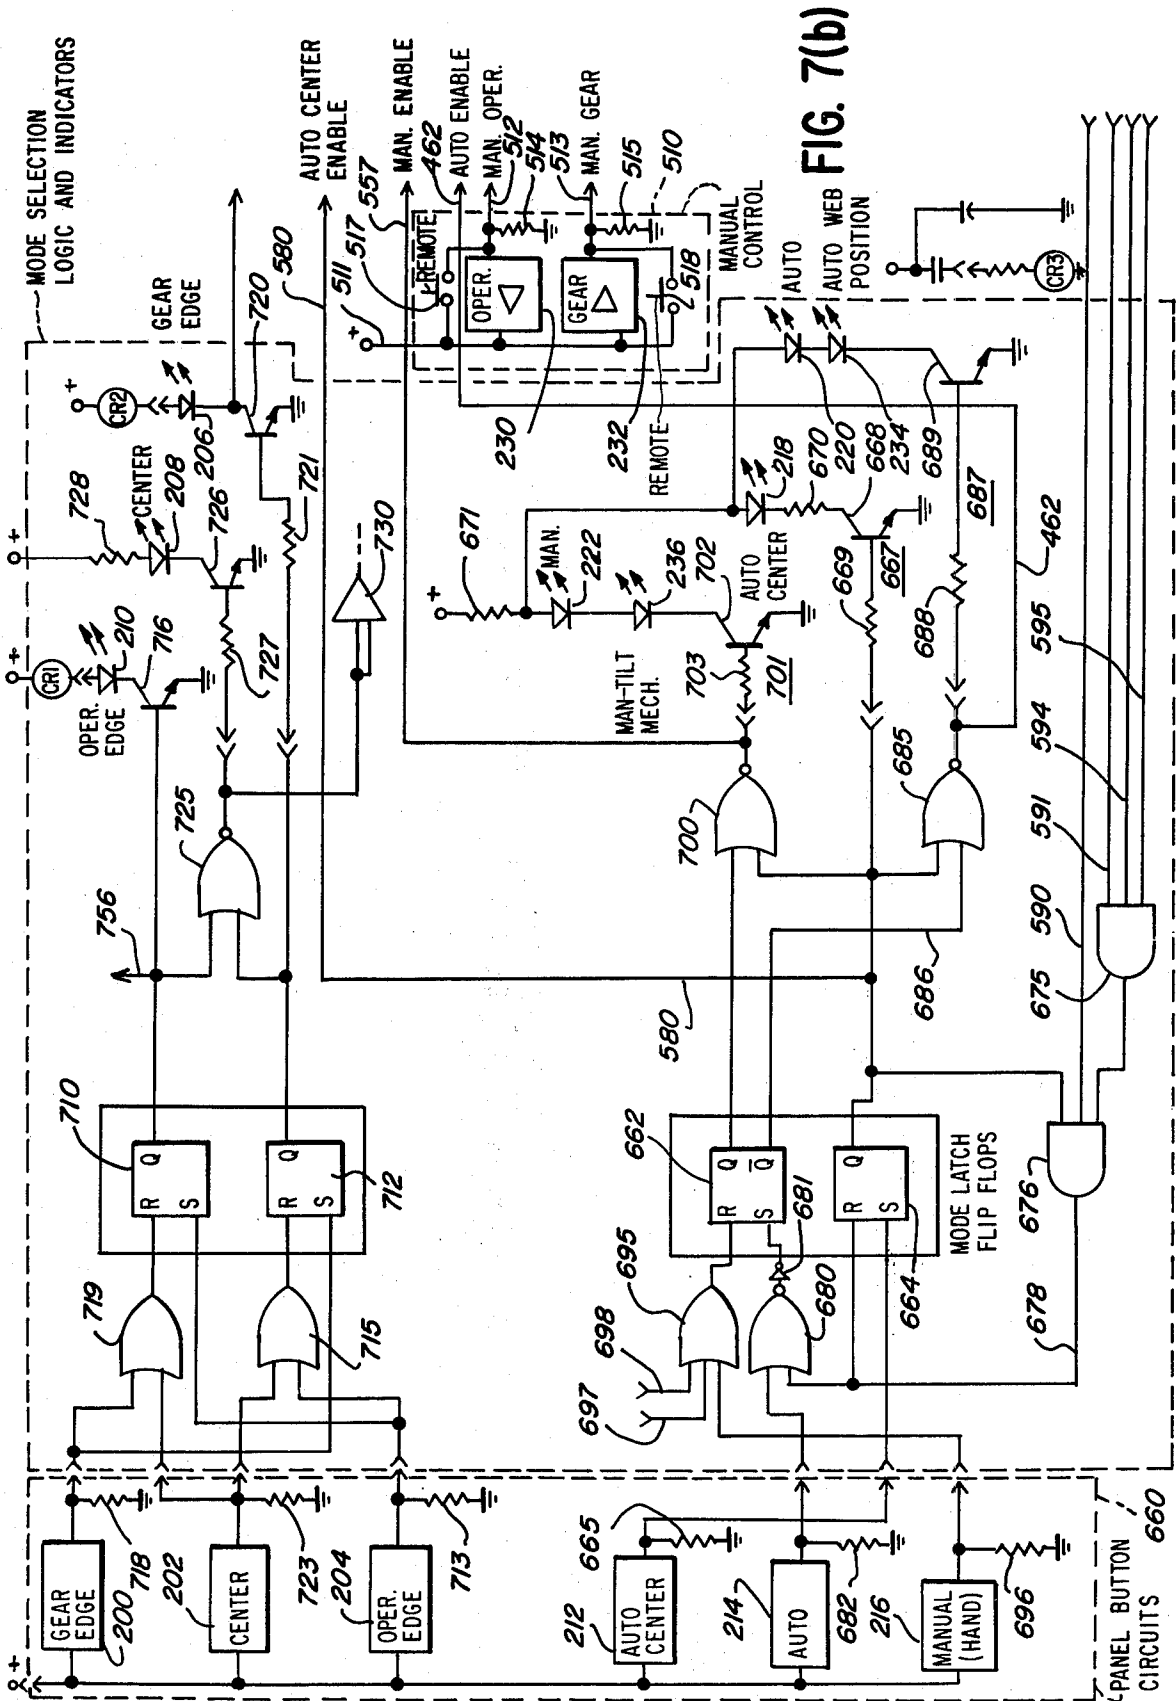 MODE SELECTION
LOGIC AND INDICATORS
GEAR
EDGE
720
580
AUTO CENTER
ENABLE
511
517
557
MAN. ENABLE
462
AUTO ENABLE
MAN. OPER.
512
514
513
MAN. GEAR
515
510
MANUAL
CONTROL
REMOTE
OPER.
GEAR
518
230
232
REMOTE
FIG. 7(b)
+
CR2
206
721
728
CENTER
208
726
727
730
+
CR1
210
716
OPER.
EDGE
725
756
+
671
MAN.
222
236
702
AUTO
CENTER
MAN-TILT
MECH.
703
701
218
670
220
668
234
689
AUTO
AUTO WEB
POSITION
CR3
669
667
687
688
462
700
685
595
594
591
590
675
686
580
710
Q
R
S
Q
R
S
712
719
715
662
Q
R
Q
S
681
Q
R
S
664
MODE LATCH
FLIP FLOPS
695
698
697
680
676
678
+
GEAR
EDGE
200
718
202
CENTER
723
204
OPER.
EDGE
713
212
AUTO
CENTER
665
214
AUTO
682
216
MANUAL
(HAND)
696
660
PANEL BUTTON
CIRCUITS